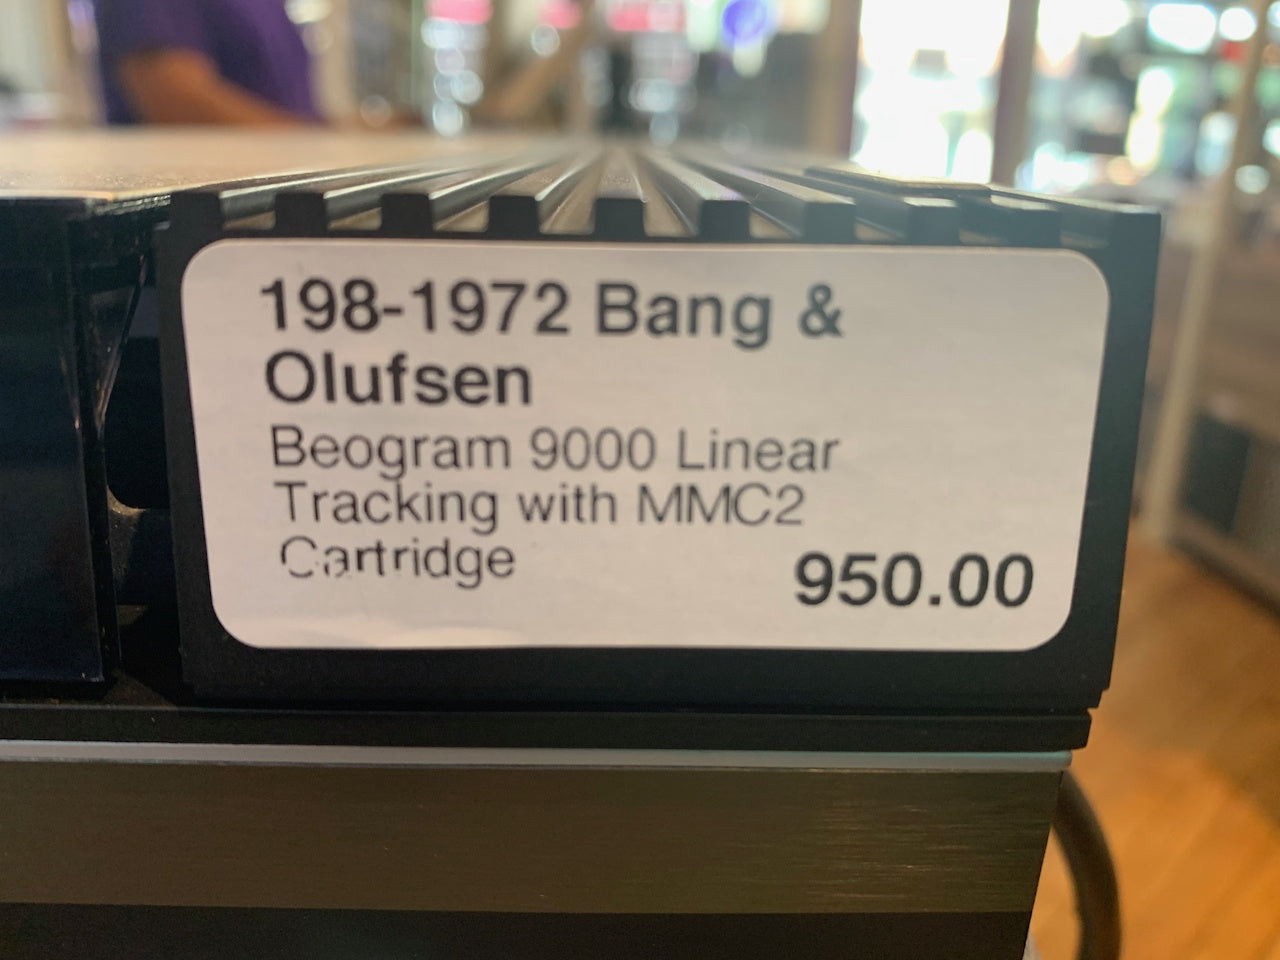 198-1972 Bang &
Olufsen
Beogram 9000 Linear
Tracking with MMC2
Cartridge
950.00